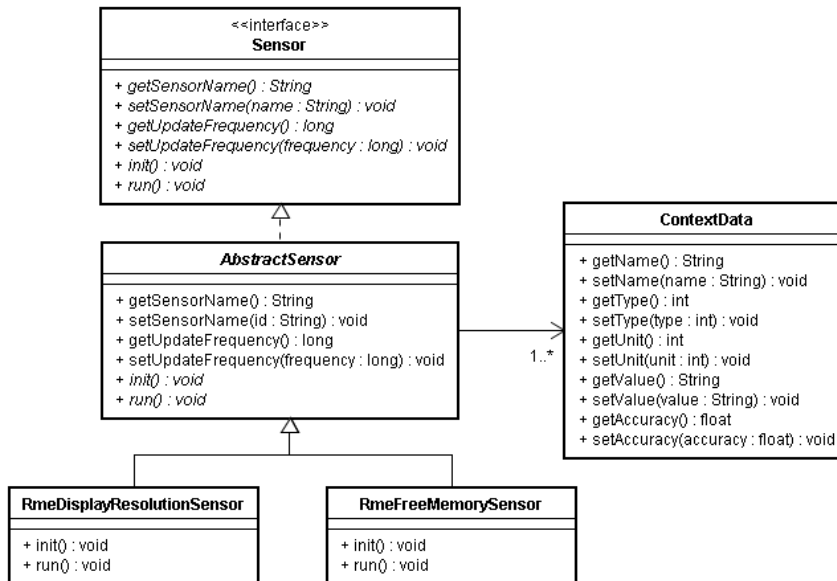 <<interface>>
Sensor
+ getSensorName() : String
+ setSensorName(name : String) : void
+ getUpdateFrequency() : long
+ setUpdateFrequency(frequency : long) : void
+ init() : void
+ run() : void
AbstractSensor
+ getSensorName() : String
+ setSensorName(id : String) : void
+ getUpdateFrequency() : long
+ setUpdateFrequency(frequency : long) : void
+ init() : void
+ run() : void
1..*
ContextData
+ getName() : String
+ setName(name : String) : void
+ getType() : int
+ setType(type : int) : void
+ getUnit() : int
+ setUnit(unit : int) : void
+ getValue() : String
+ setValue(value : String) : void
+ getAccuracy() : float
+ setAccuracy(accuracy : float) : void
RmeDisplayResolutionSensor
+ init() : void
+ run() : void
RmeFreeMemorySensor
+ init() : void
+ run() : void